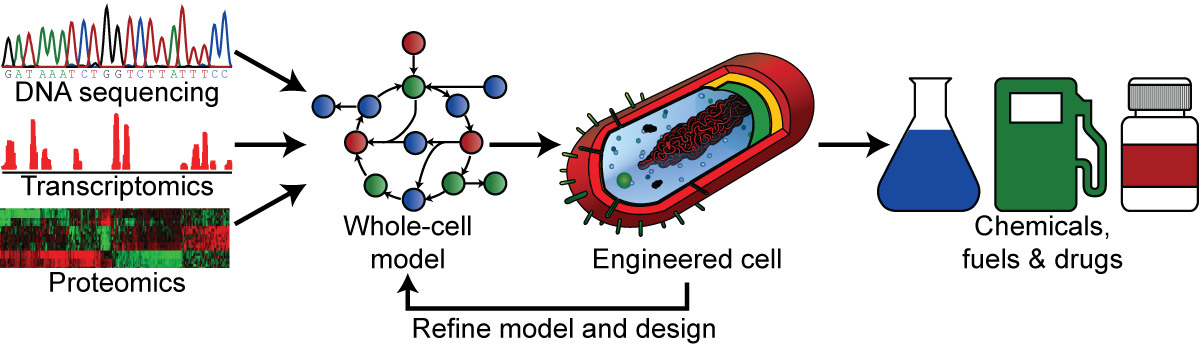 GATAAATCTGGTCTTATTTCC
DNA sequencing
Transcriptomics
Proteomics
Whole-cell
model
Engineered cell
Refine model and design
Chemicals,
fuels & drugs